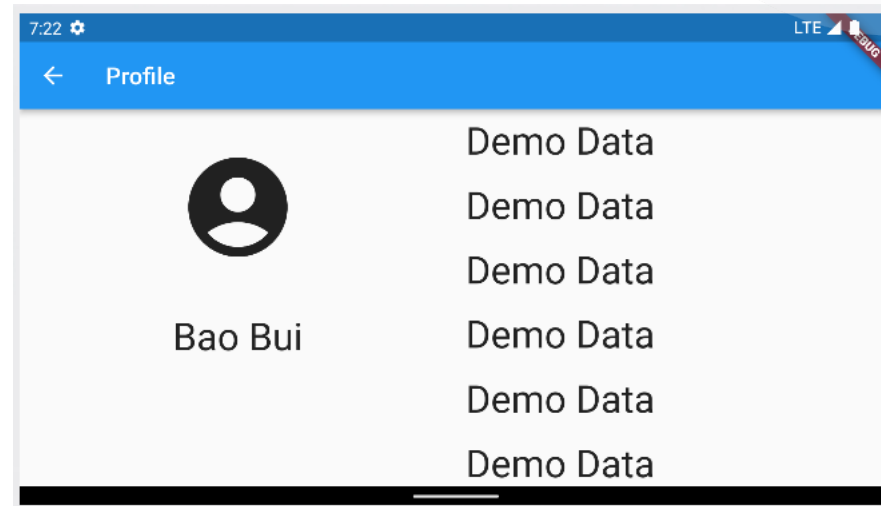 7:22
LTE
DEBUG
Profile
Bao Bui
Demo Data
Demo Data
Demo Data
Demo Data
Demo Data
Demo Data